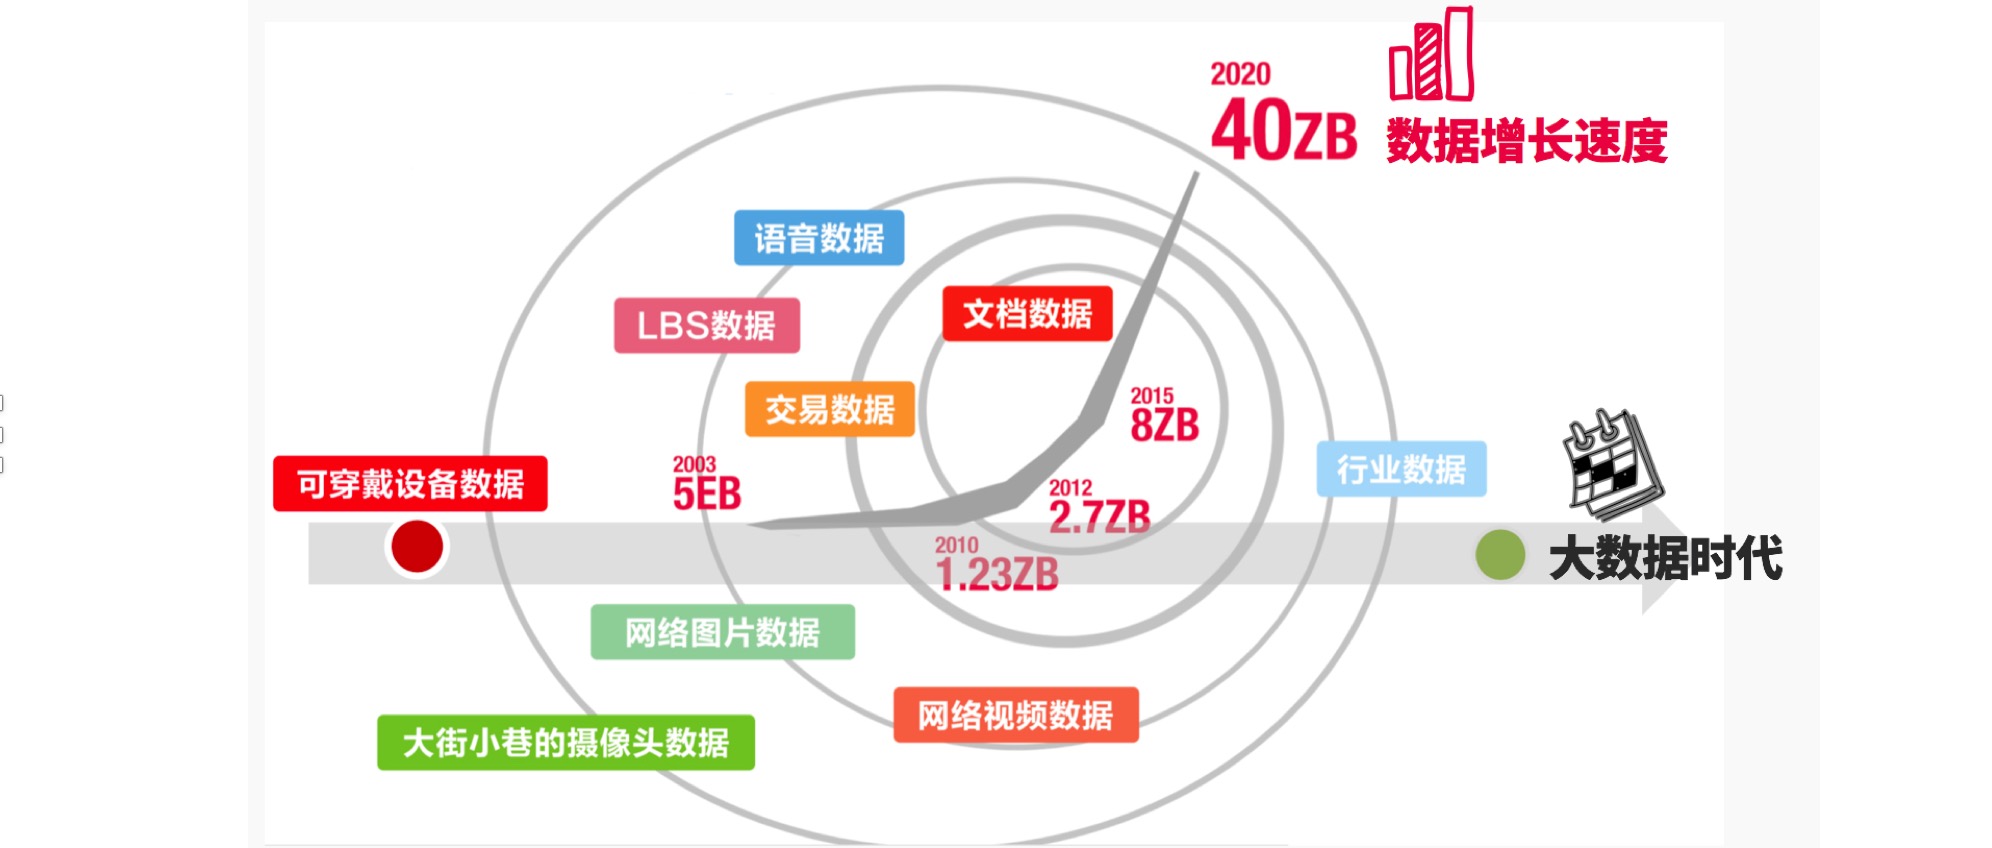 2020
40ZB
数据增长速度
语音数据
LBS数据
文档数据
交易数据
2015
8ZB
可穿戴设备数据
2003
5EB
行业数据
2012
2.7ZB
2010
1.23ZB
大数据时代
网络图片数据
网络视频数据
大街小巷的摄像头数据